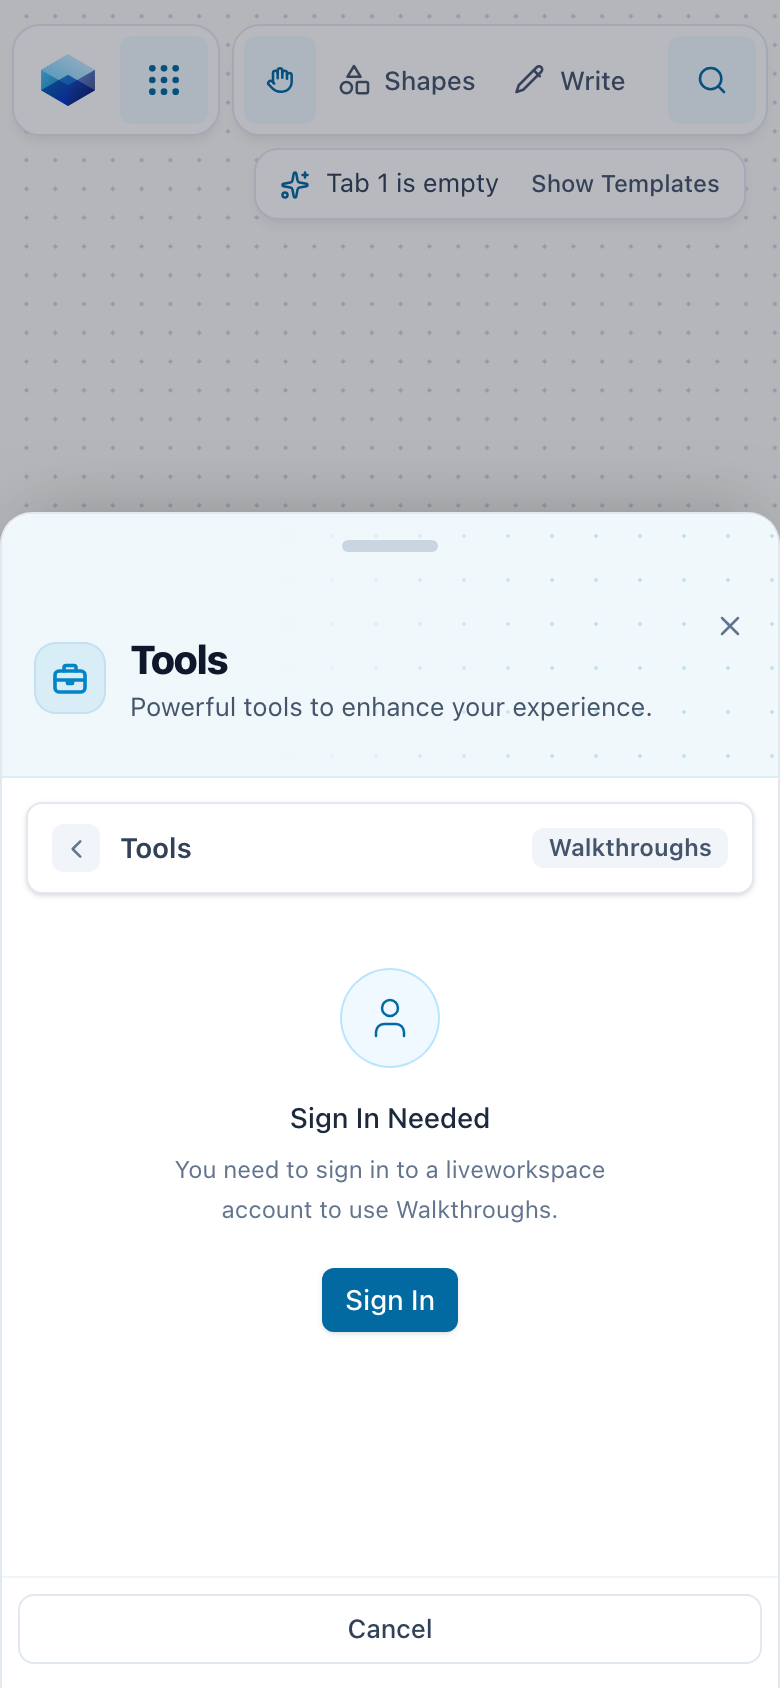 Shapes
Write
Tab 1 is empty
Show Templates
Tools
Powerful tools to enhance your experience.
Tools
Walkthroughs
Sign In Needed
You need to sign in to a liveworkspace
account to use Walkthroughs.
Sign In
Cancel